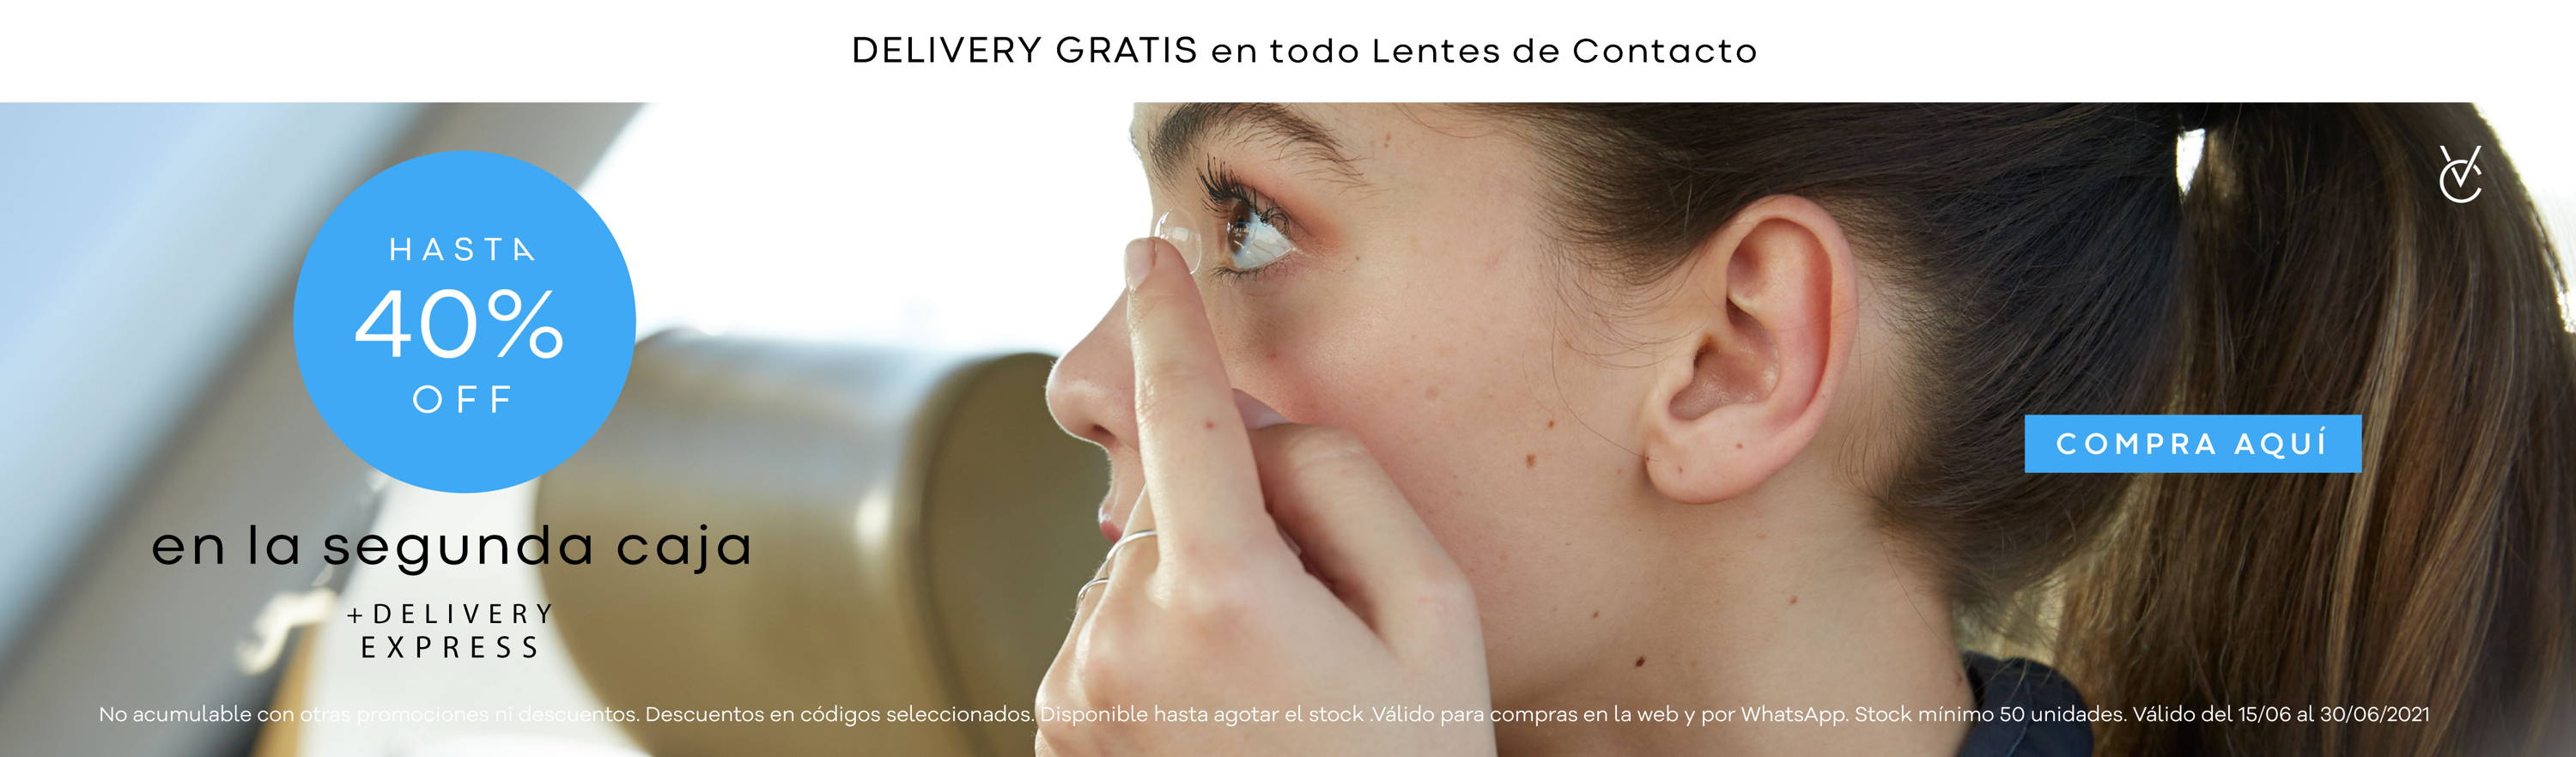 DELIVERY GRATIS en todo Lentes de Contacto
HASTA
40%
OFF
en la segunda caja
+DELIVERY
EXPRESS
COMPRA AQUÍ
No acumulable con otras promociones ni descuentos. Descuentos en códigos seleccionados. Disponible hasta agotar el stock .Válido para compras en la web y por WhatsApp. Stock mínimo 50 unidades. Válido del 15/06 al 30/06/2021